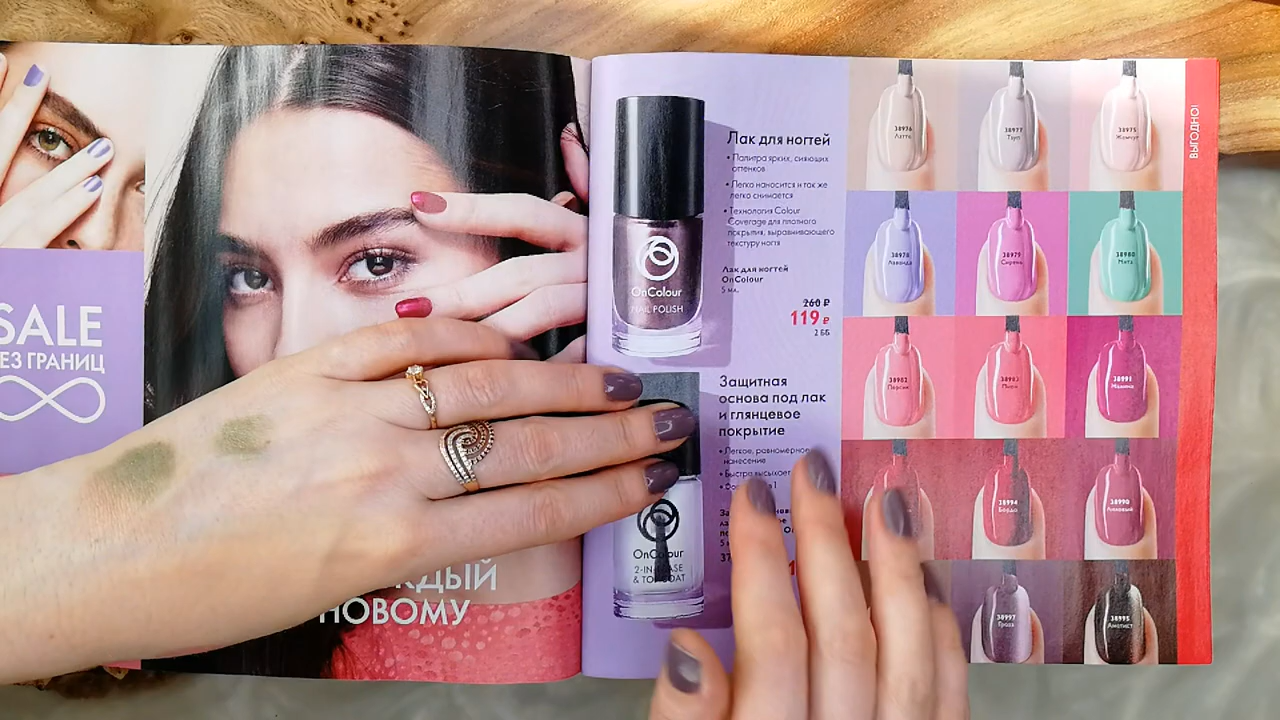 SALE
ЕЗ ГРАНИЦ
ЖДЫЙ
НОВОМУ
OnColour
NAIL POLISH
Лак для ногтей
• Палитра ярких, сияющих
оттенков
• Легко наносится и так же
легко снимается
• Технология Colour
Coverage для плотного
покрытия, выравнивающего
текстуру ногтя
Лак для ногтей
OnColour
5 мл.
260 ₽
119 ₽
2 ББ
Защитная
основа под лак
и глянцевое
покрытие
• Легкое, равномерное
нанесение
• Быстро высыхает
OnColour
2-IN-1 BASE
& TOP COAT
38976
Латте
38977
Тауп
38975
Жемчуг
38978
Лаванда
38979
Сирень
38980
Мята
38982
Персик
38983
Пион
38991
Малина
38994
Бордо
38990
Лиловый
38997
Гроза
38995
Аметист
ВЫГОДНО!